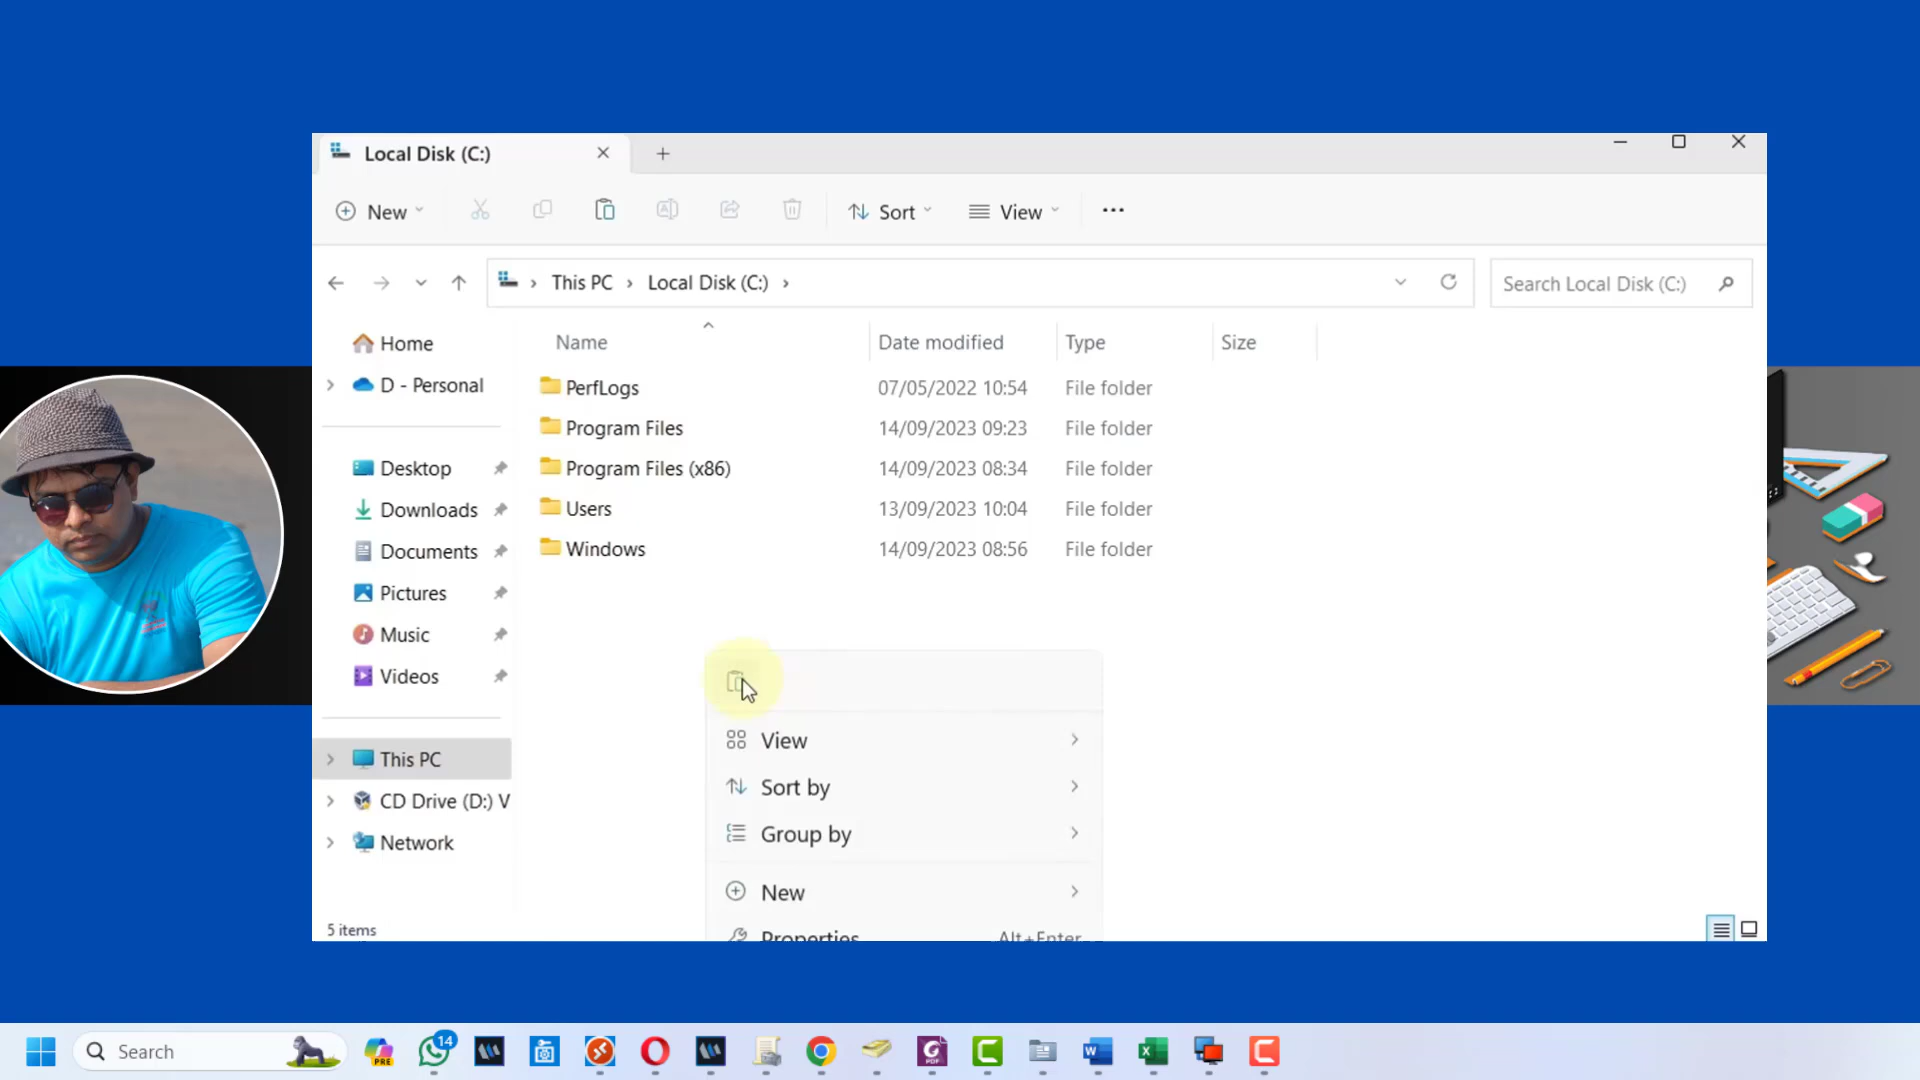 Local Disk (C:)
New
Sort
View
This PC
Local Disk (C:)
Search Local Disk (C:)
Name
Date modified
Type
Size
Home
D - Personal
Desktop
Downloads
Documents
Pictures
Music
Videos
This PC
CD Drive (D:) V
Network
PerfLogs 07/05/2022 10:54 File folder
Program Files 14/09/2023 09:23 File folder
Program Files (x86) 14/09/2023 08:34 File folder
Users 13/09/2023 10:04 File folder
Windows 14/09/2023 08:56 File folder
View
Sort by
Group by
New
Properties Alt+Enter
5 items
Search
PRE
14
PDF